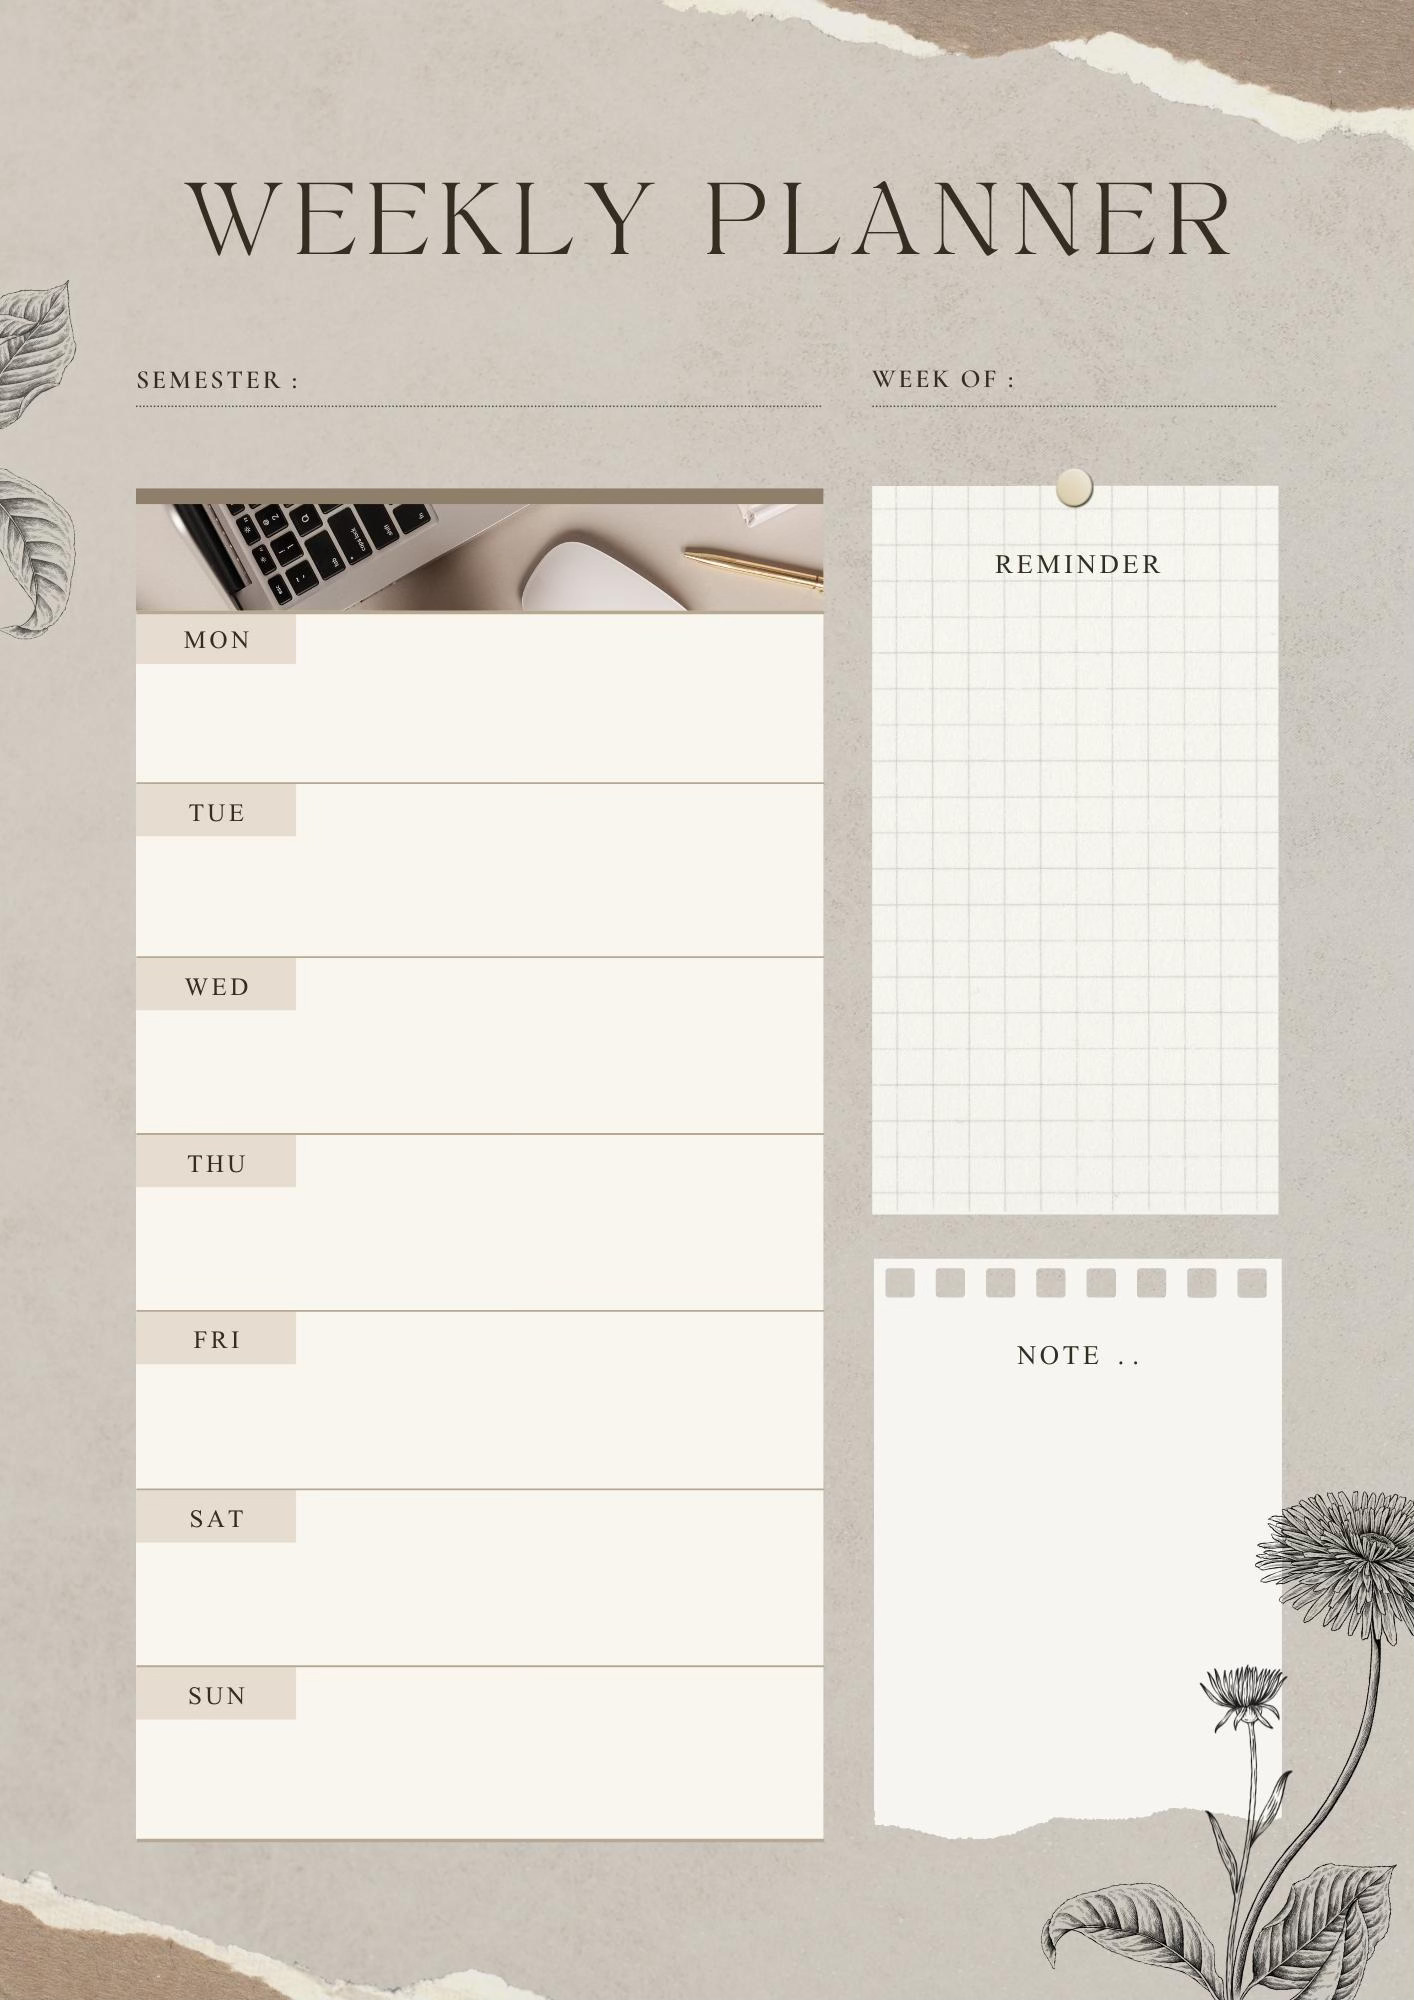 WEEKLY PLANNER
SEMESTER :
WEEK OF :
MON
TUE
WED
THU
FRI
SAT
SUN
REMINDER
NOTE ..